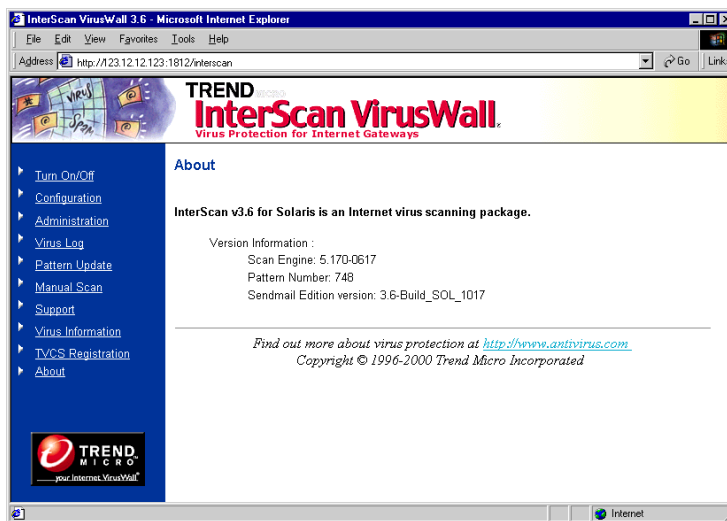 InterScan VirusWall 3.6 - Microsoft Internet Explorer
File Edit View Favorites Tools Help
Address http://123.12.12.123:1812/interscan Go Links
VIRUS
SPAM
TREND MICRO
InterScan VirusWall
Virus Protection for Internet Gateways
Turn On/Off
Configuration
Administration
Virus Log
Pattern Update
Manual Scan
Support
Virus Information
TVCS Registration
About
TREND
MICRO
your Internet VirusWall
About
InterScan v3.6 for Solaris is an Internet virus scanning package.
Version Information :
Scan Engine: 5.170-0617
Pattern Number: 748
Sendmail Edition version: 3.6-Build_SOL_1017
Find out more about virus protection at http://www.antivirus.com
Copyright © 1996-2000 Trend Micro Incorporated
Internet